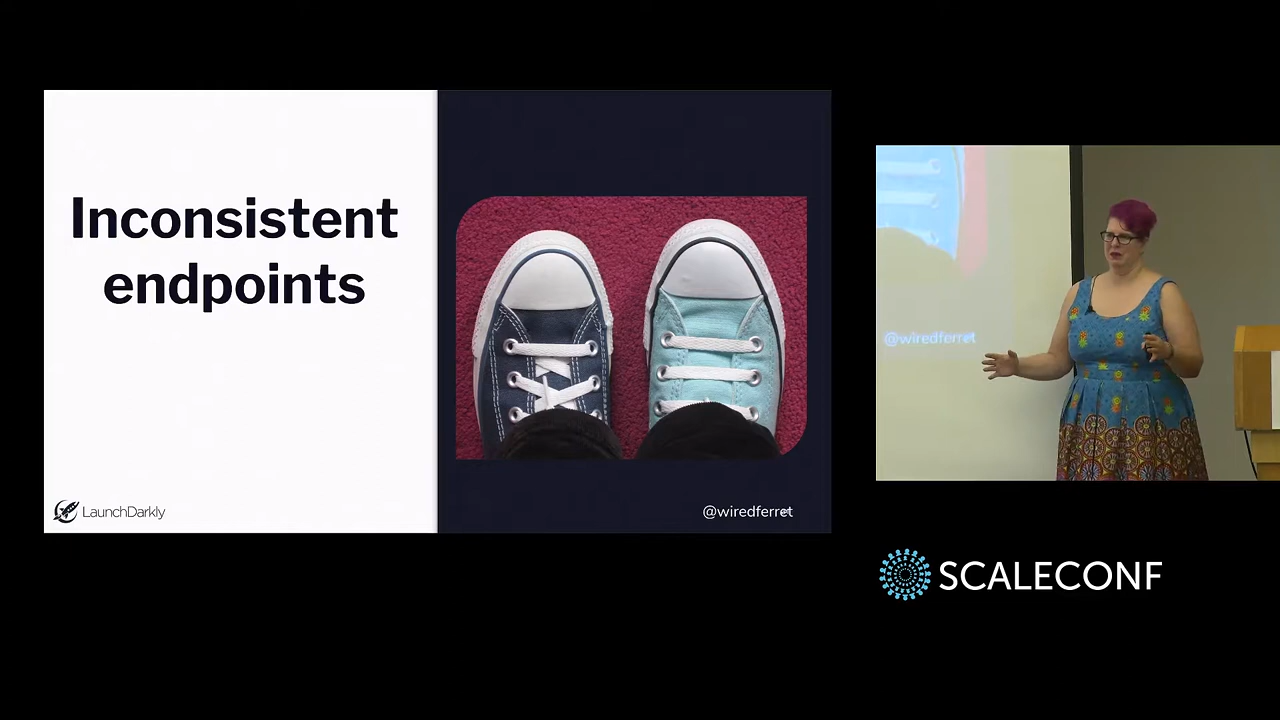 Inconsistent
endpoints
LaunchDarkly
@wiredferret
@wiredferret
SCALECONF